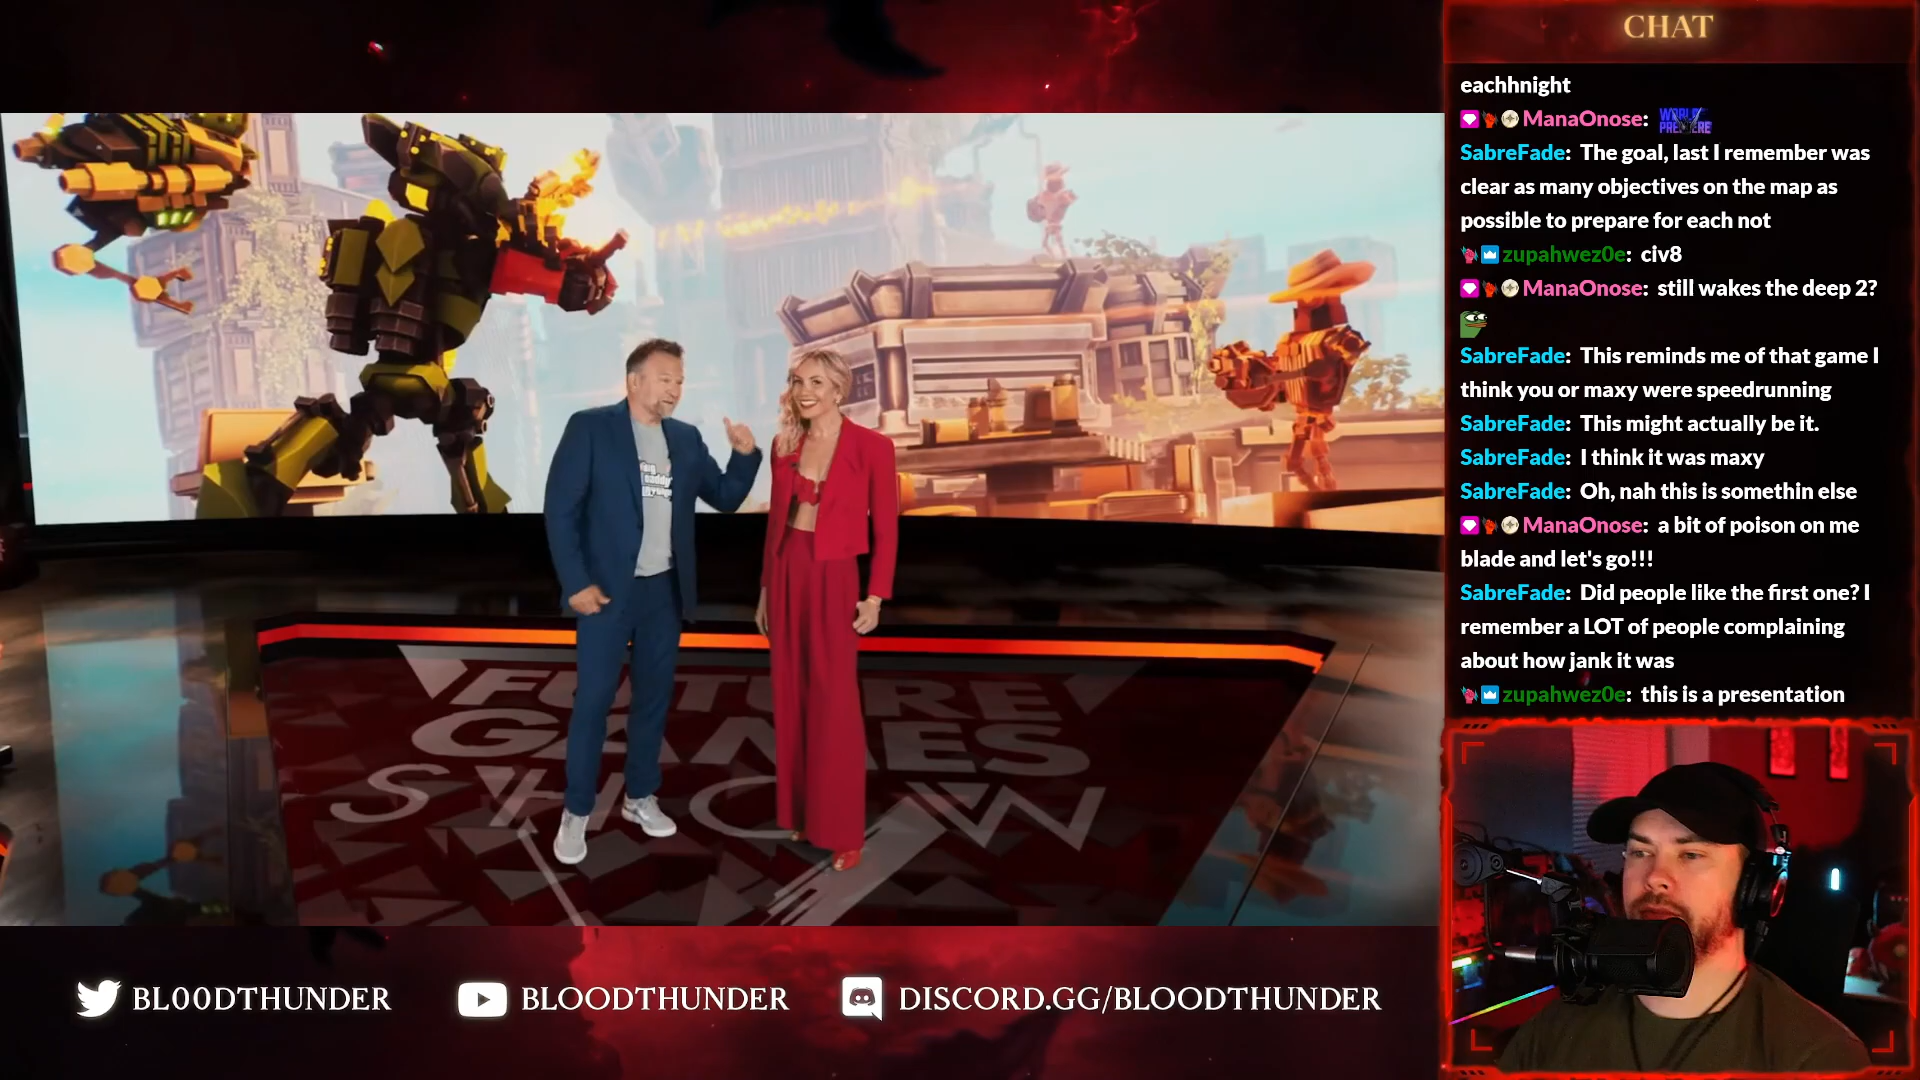 CHAT
eachhnight
ManaOnose: WORLD PREMIERE
SabreFade: The goal, last I remember was
clear as many objectives on the map as
possible to prepare for each not
zupahwez0e: civ8
ManaOnose: still wakes the deep 2?
SabreFade: This reminds me of that game I
think you or maxy were speedrunning
SabreFade: This might actually be it.
SabreFade: I think it was maxy
SabreFade: Oh, nah this is somethin else
ManaOnose: a bit of poison on me
blade and let's go!!!
SabreFade: Did people like the first one? I
remember a LOT of people complaining
about how jank it was
zupahwez0e: this is a presentation
FUTURE
GAMES
SHOW
BL00DTHUNDER
BLOODTHUNDER
DISCORD.GG/BLOODTHUNDER